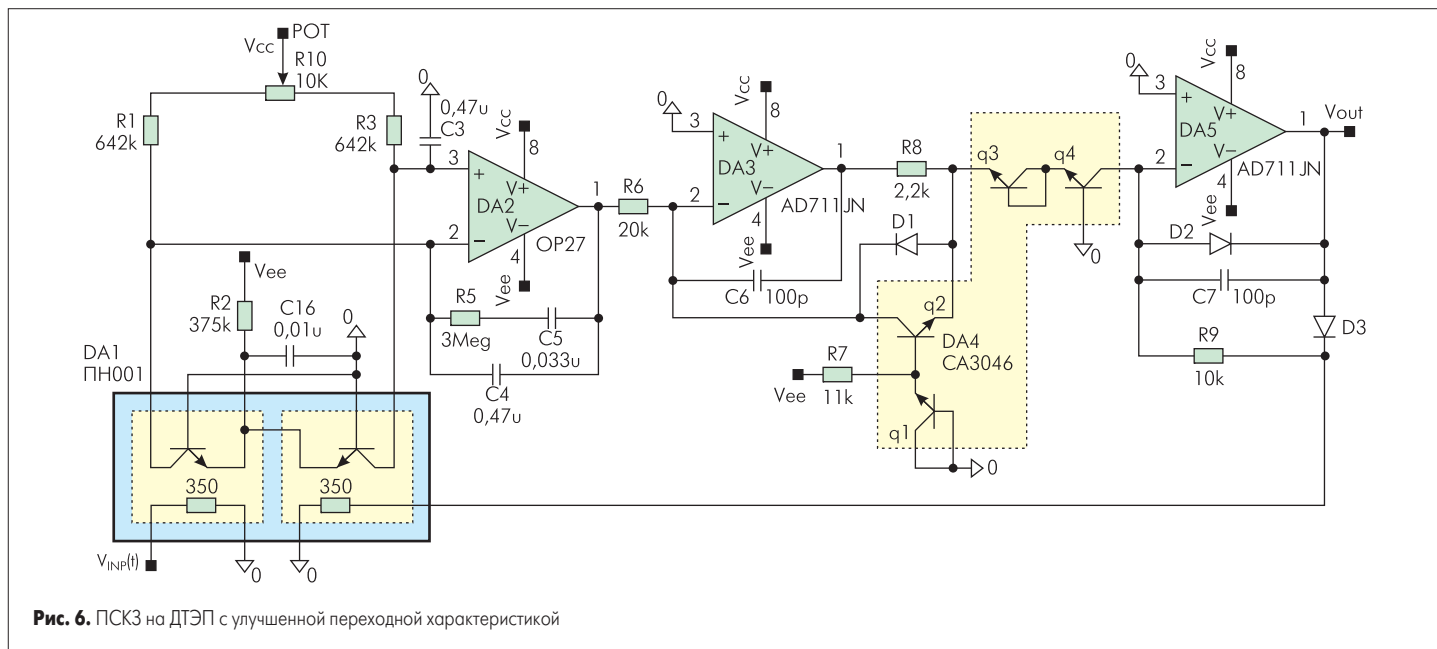 POT
Vcc
R10
10K
R1
642k
R3
642k
0
0,47u
C3
Vcc
8
3
+
V+
DA2
1
V−
2
−
4
OP27
Vee
R6
20k
Vee
R2
375k
C16
0,01u
0
R5
3Meg
C5
0,033u
C4
0,47u
DA1
ПН001
350
350
VINP(t)
0
0
0
3
+
Vcc
8
V+
DA3
1
V−
2
−
4
AD711JN
Vee
R8
2,2k
D1
C6
100p
q3
q4
0
q2
DA4
CA3046
R7
11k
Vee
q1
0
0
3
+
Vcc
8
V+
DA5
1
Vout
V−
2
−
4
AD711JN
Vee
D2
C7
100p
D3
R9
10k
Рис. 6. ПСКЗ на ДТЭП с улучшенной переходной характеристикой